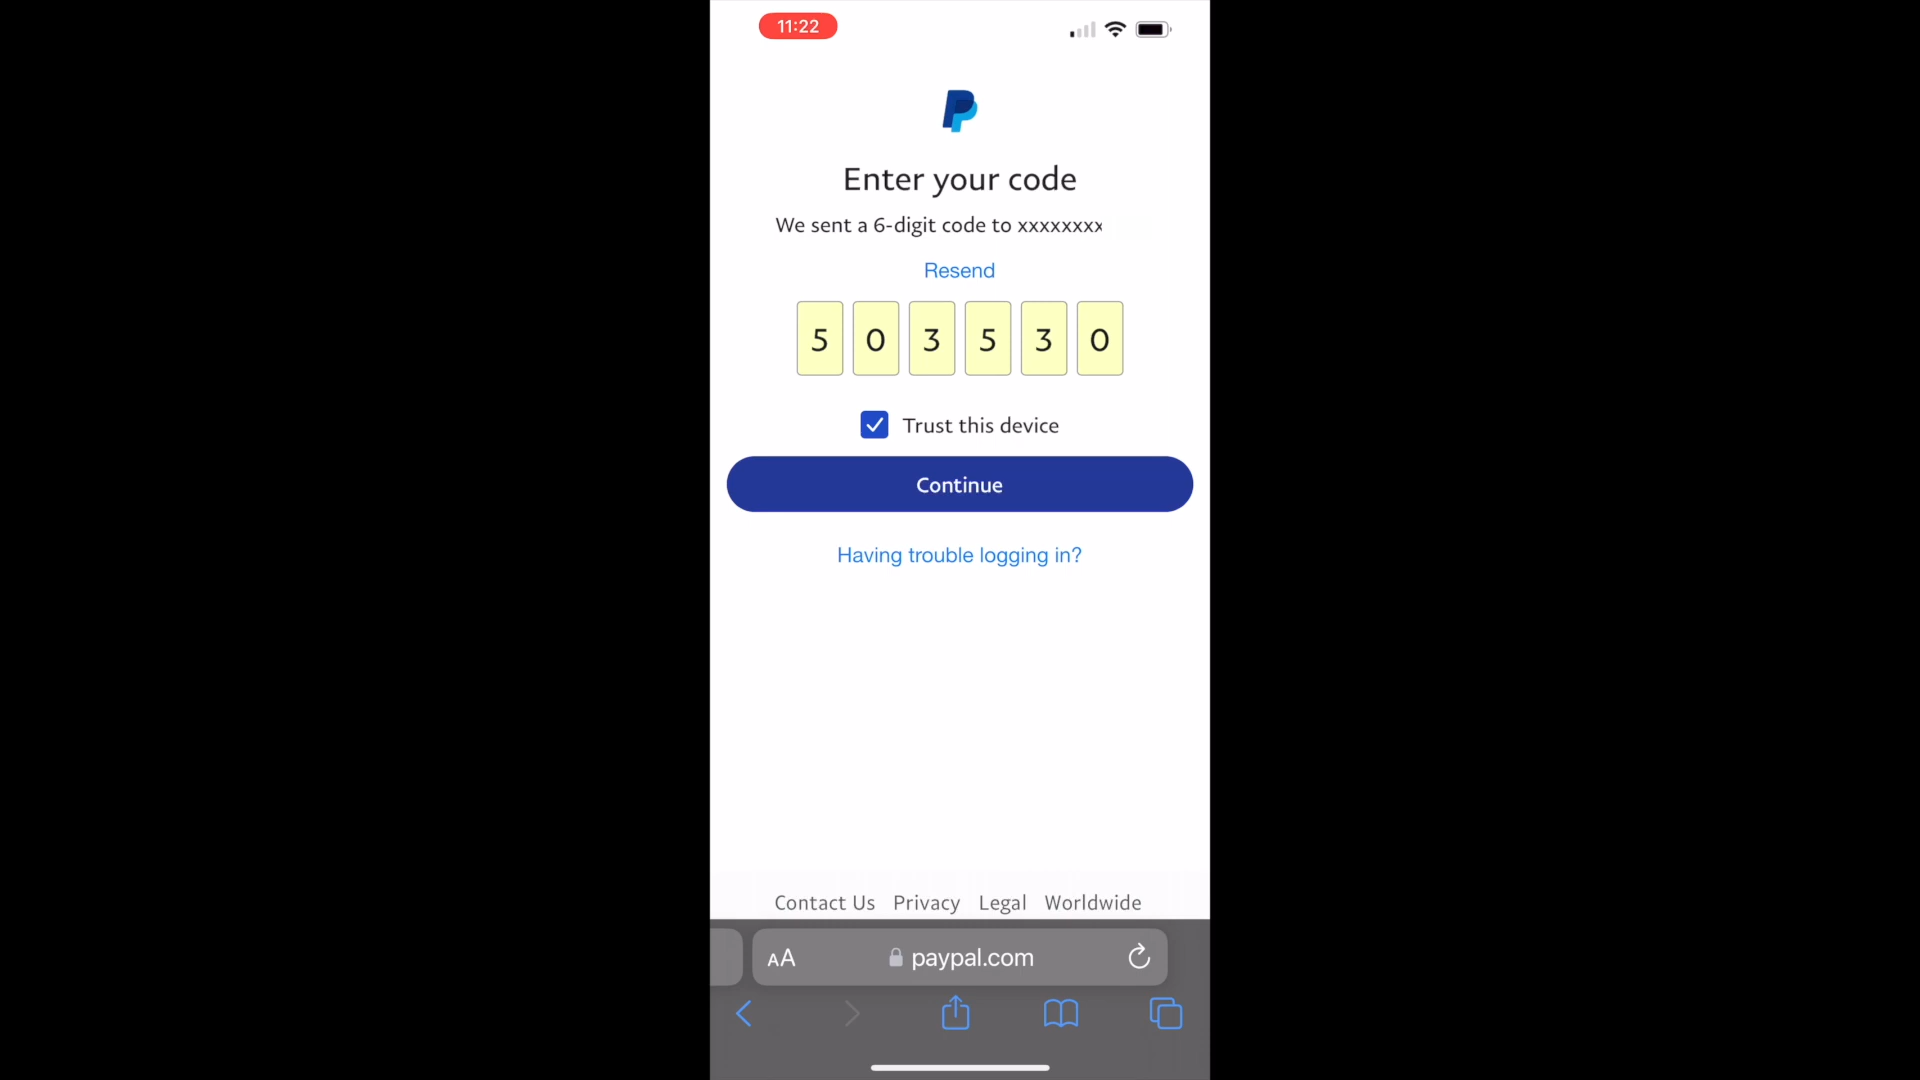 11:22
Enter your code
We sent a 6-digit code to xxxxxxxx
Resend
5 0 3 5 3 0
Trust this device
Continue
Having trouble logging in?
Contact Us Privacy Legal Worldwide
AA paypal.com